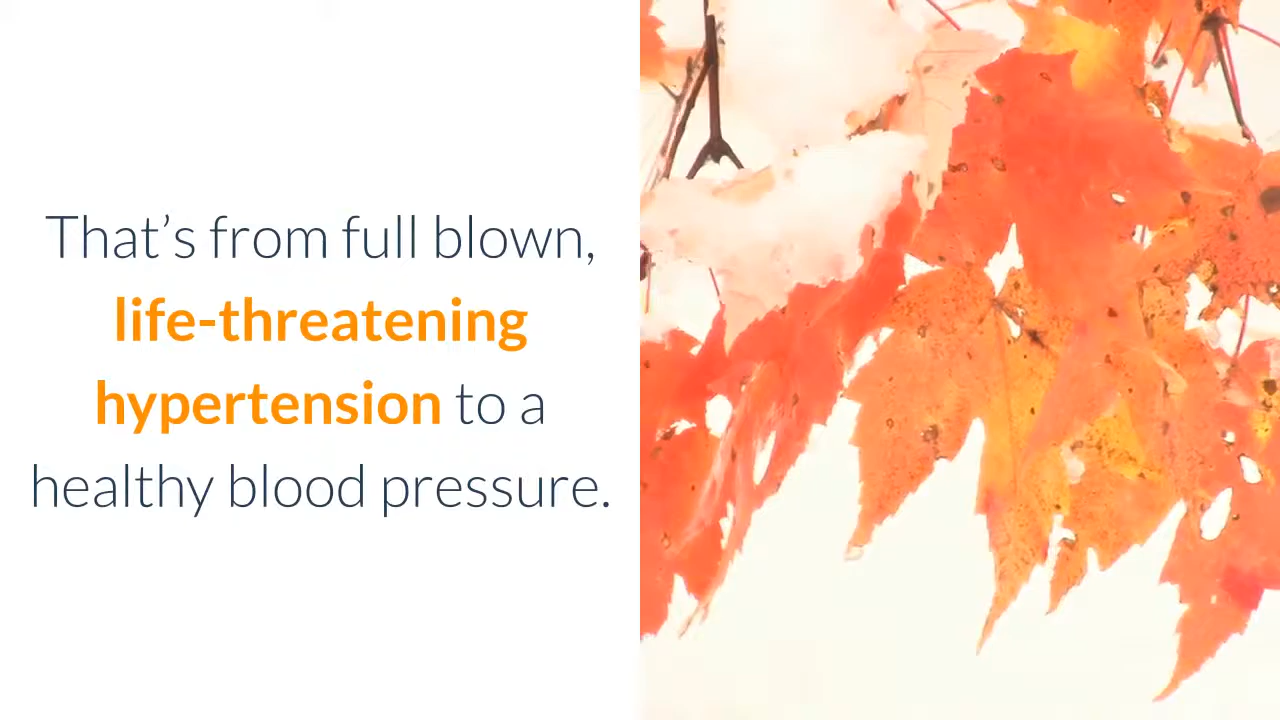 That’s from full blown,
life-threatening
hypertension to a
healthy blood pressure.